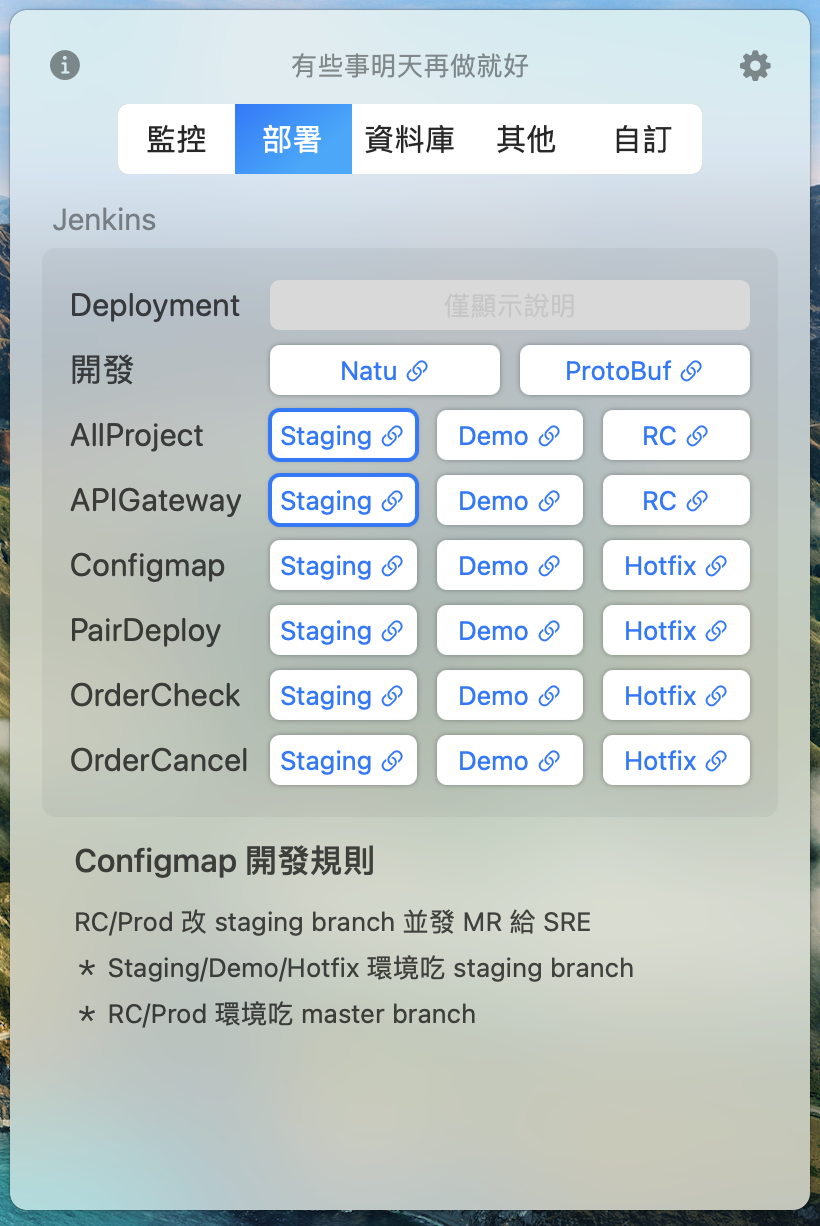 有些事明天再做就好
監控 部署 資料庫 其他 自訂
Jenkins
Deployment 僅顯示說明
開發 Natu ProtoBuf
AllProject Staging Demo RC
APIGateway Staging Demo RC
Configmap Staging Demo Hotfix
PairDeploy Staging Demo Hotfix
OrderCheck Staging Demo Hotfix
OrderCancel Staging Demo Hotfix
Configmap 開發規則
RC/Prod 改 staging branch 並發 MR 給 SRE
* Staging/Demo/Hotfix 環境吃 staging branch
* RC/Prod 環境吃 master branch